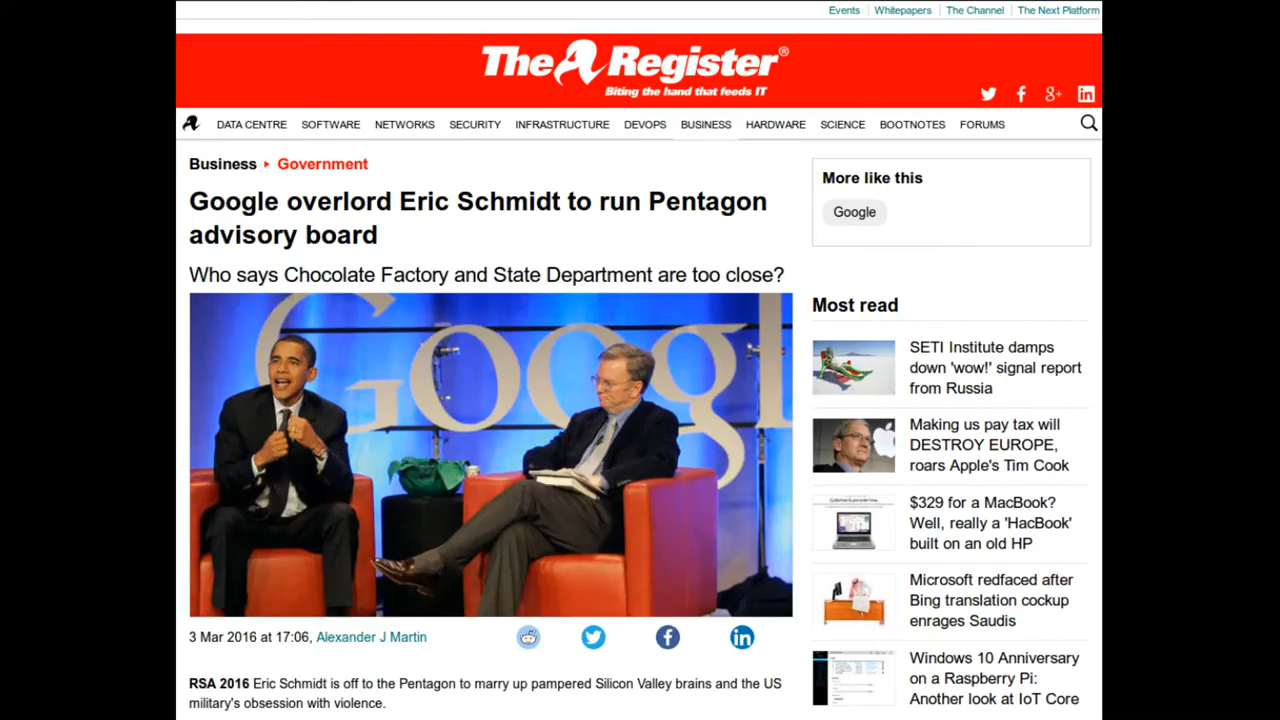 Events
Whitepapers
The Channel
The Next Platform
The Register®
Biting the hand that feeds IT
DATA CENTRE
SOFTWARE
NETWORKS
SECURITY
INFRASTRUCTURE
DEVOPS
BUSINESS
HARDWARE
SCIENCE
BOOTNOTES
FORUMS
Business
Government
Google overlord Eric Schmidt to run Pentagon
advisory board
Who says Chocolate Factory and State Department are too close?
Googl
3 Mar 2016 at 17:06, Alexander J Martin
RSA 2016 Eric Schmidt is off to the Pentagon to marry up pampered Silicon Valley brains and the US
military's obsession with violence.
More like this
Google
Most read
SETI Institute damps
down 'wow!' signal report
from Russia
Making us pay tax will
DESTROY EUROPE,
roars Apple's Tim Cook
$329 for a MacBook?
Well, really a 'HacBook'
built on an old HP
Microsoft redfaced after
Bing translation cockup
enrages Saudis
Windows 10 Anniversary
on a Raspberry Pi:
Another look at IoT Core